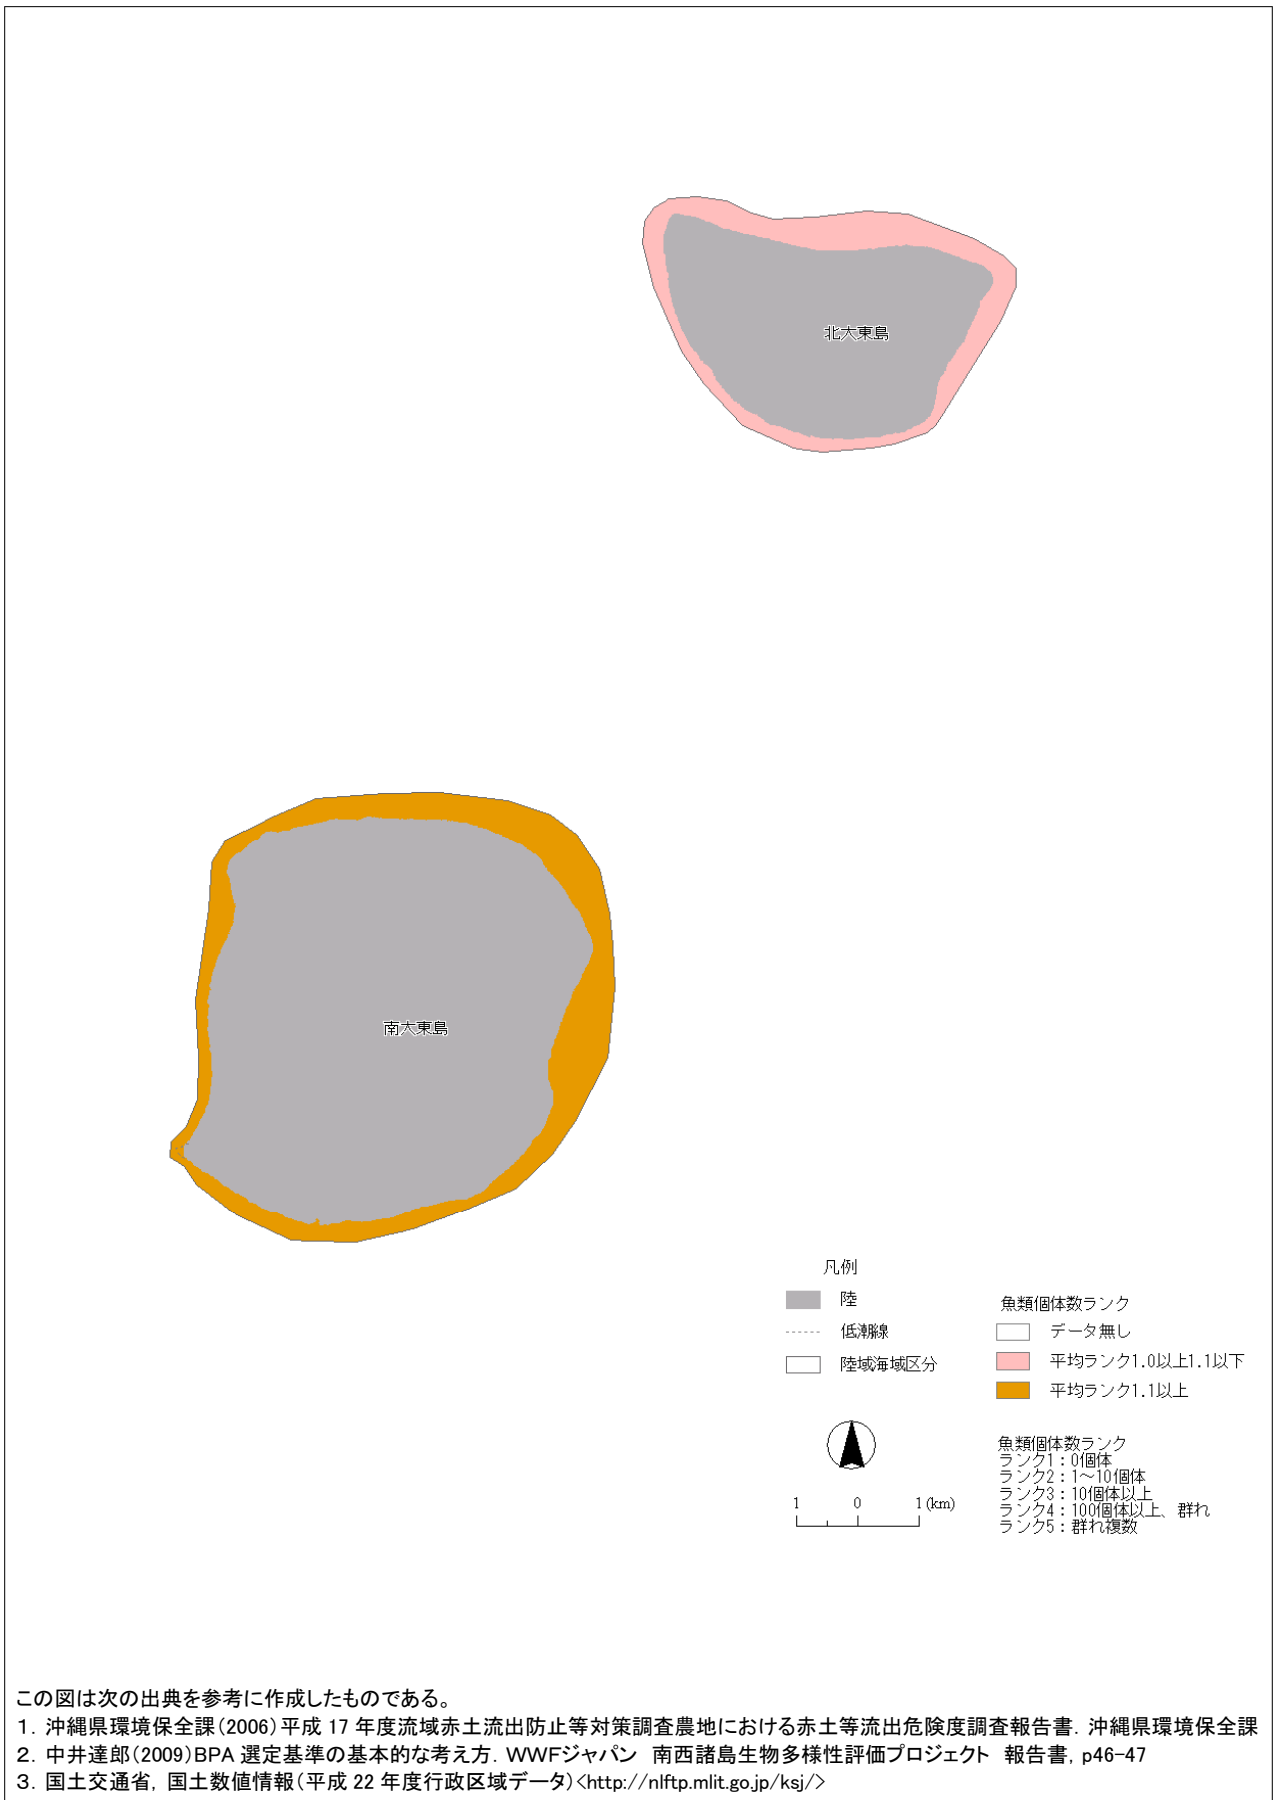 北大東島
南大東島
凡例
陸
低潮線
陸域海域区分
魚類個体数ランク
データ無し
平均ランク1.0以上1.1以下
平均ランク1.1以上
1 0 1(km)
魚類個体数ランク
ランク1：0個体
ランク2：1～10個体
ランク3：10個体以上
ランク4：100個体以上、群れ
ランク5：群れ複数
この図は次の出典を参考に作成したものである。
1．沖縄県環境保全課（2006）平成 17 年度流域赤土流出防止等対策調査農地における赤土等流出危険度調査報告書．沖縄県環境保全課
2．中井達郎（2009）BPA 選定基準の基本的な考え方．WWFジャパン 南西諸島生物多様性評価プロジェクト 報告書，p46-47
3．国土交通省，国土数値情報（平成 22 年度行政区域データ）<http://nlftp.mlit.go.jp/ksj/>